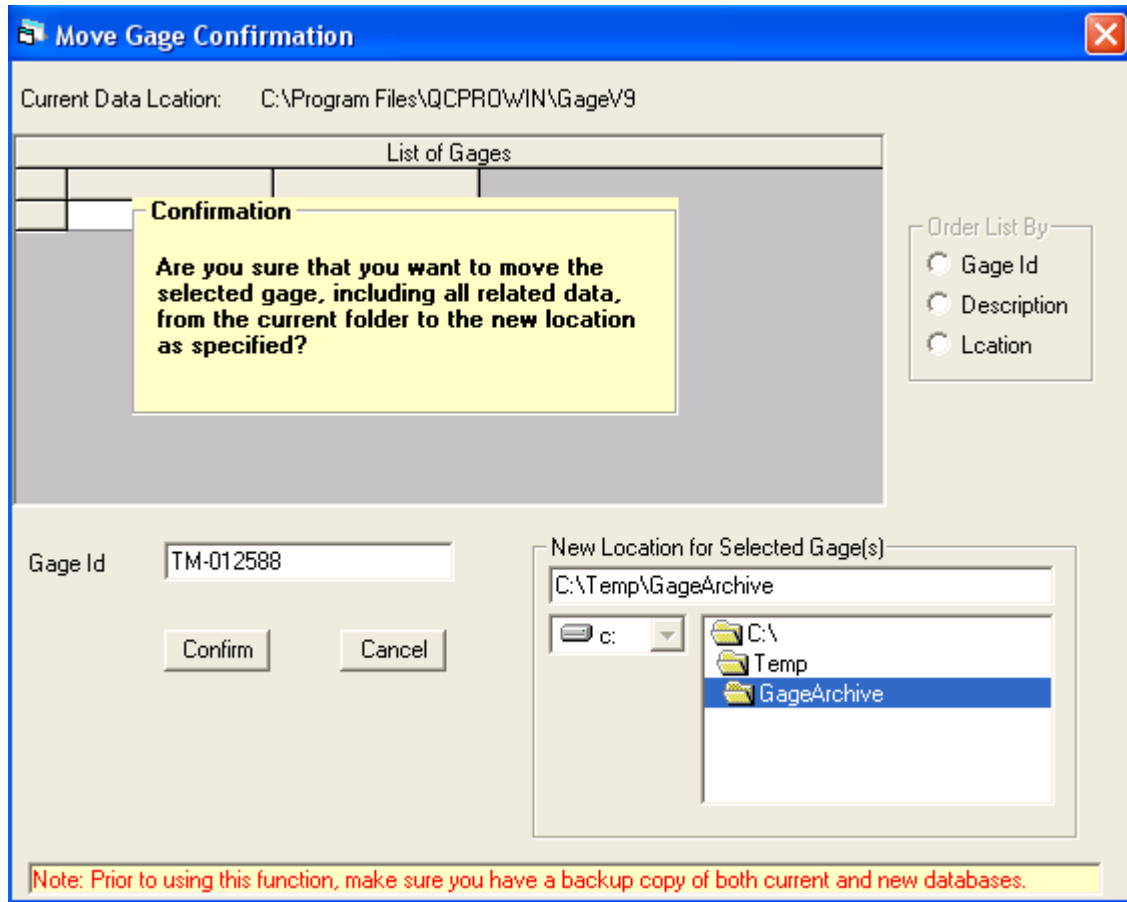 Move Gage Confirmation
Current Data Lcation: C:\Program Files\QCPROWIN\GageV9
List of Gages
Confirmation
Are you sure that you want to move the
selected gage, including all related data,
from the current folder to the new location
as specified?
Order List By
Gage Id
Description
Lcation
Gage Id TM-012588
Confirm Cancel
New Location for Selected Gage(s)
C:\Temp\GageArchive
c:
C:\
Temp
GageArchive
Note: Prior to using this function, make sure you have a backup copy of both current and new databases.